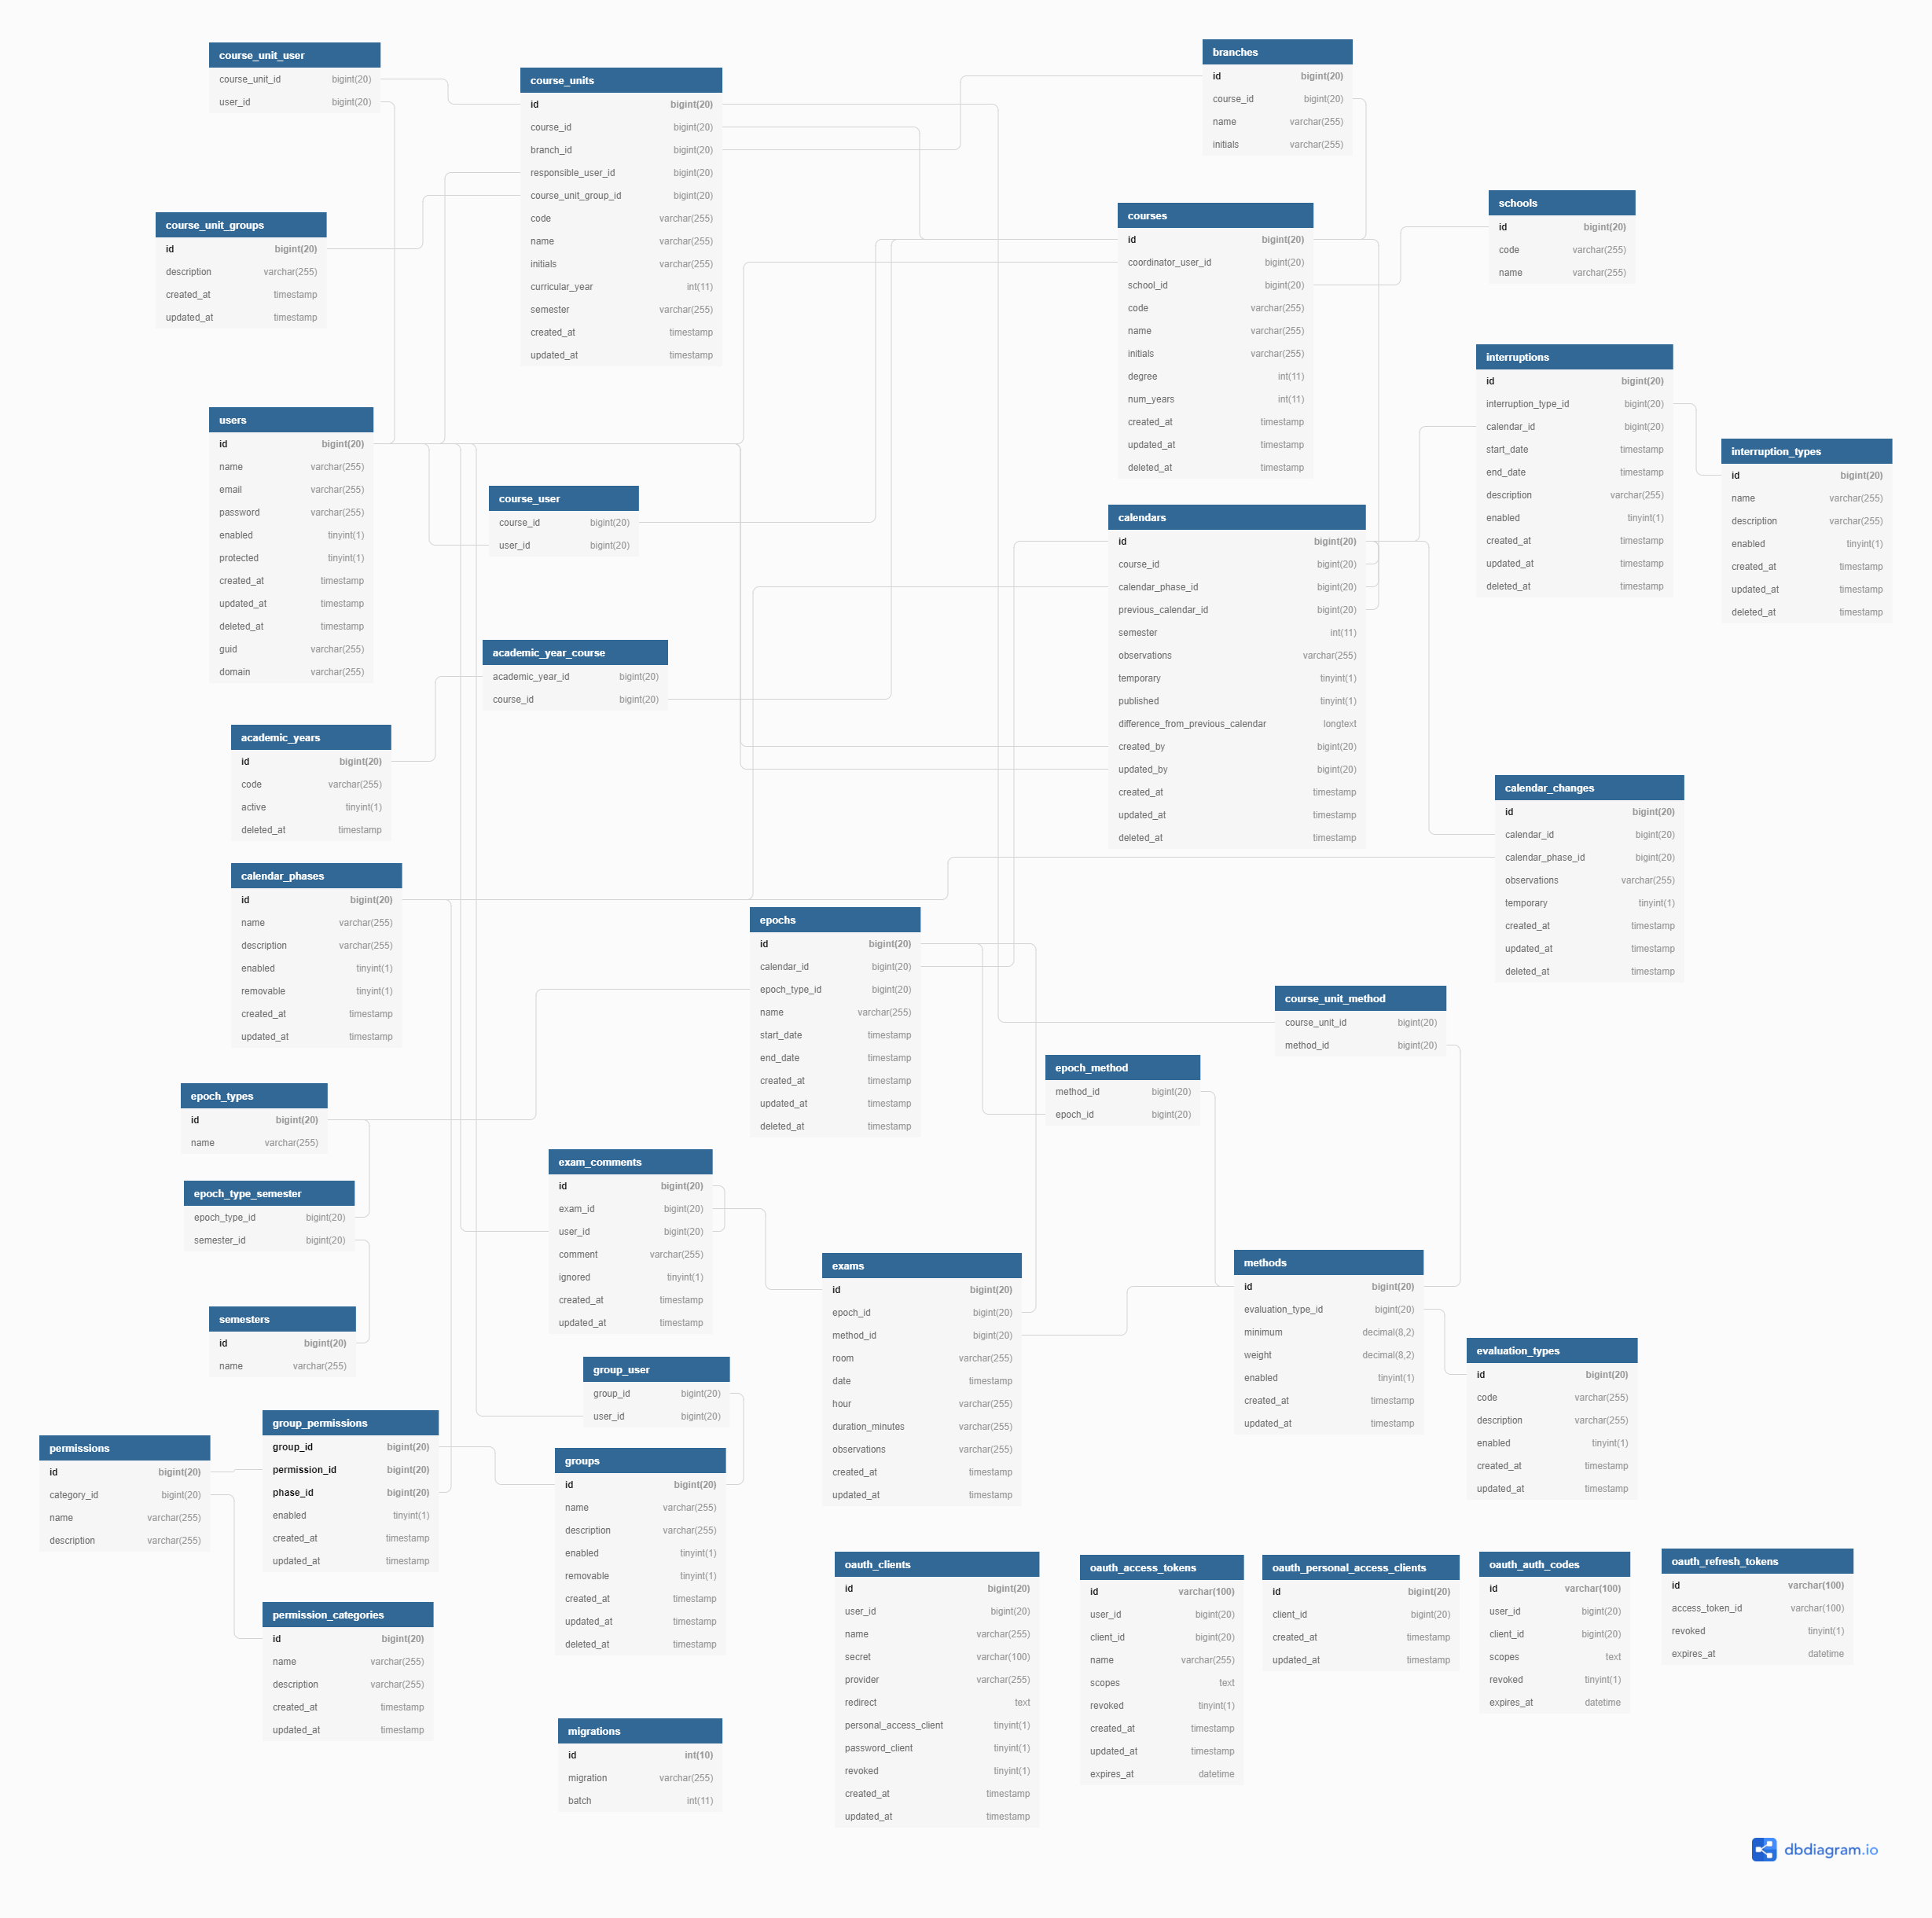 course_unit_user
course_unit_id bigint(20)
user_id bigint(20)
course_units
id bigint(20)
course_id bigint(20)
branch_id bigint(20)
responsible_user_id bigint(20)
course_unit_group_id bigint(20)
code varchar(255)
name varchar(255)
initials varchar(255)
curricular_year int(11)
semester varchar(255)
created_at timestamp
updated_at timestamp
branches
id bigint(20)
course_id bigint(20)
name varchar(255)
initials varchar(255)
course_unit_groups
id bigint(20)
description varchar(255)
created_at timestamp
updated_at timestamp
courses
id bigint(20)
coordinator_user_id bigint(20)
school_id bigint(20)
code varchar(255)
name varchar(255)
initials varchar(255)
degree int(11)
num_years int(11)
created_at timestamp
updated_at timestamp
deleted_at timestamp
schools
id bigint(20)
code varchar(255)
name varchar(255)
interruptions
id bigint(20)
interruption_type_id bigint(20)
calendar_id bigint(20)
start_date timestamp
end_date timestamp
description varchar(255)
enabled tinyint(1)
created_at timestamp
updated_at timestamp
deleted_at timestamp
interruption_types
id bigint(20)
name varchar(255)
description varchar(255)
enabled tinyint(1)
created_at timestamp
updated_at timestamp
deleted_at timestamp
users
id bigint(20)
name varchar(255)
email varchar(255)
password varchar(255)
enabled tinyint(1)
protected tinyint(1)
created_at timestamp
updated_at timestamp
deleted_at timestamp
guid varchar(255)
domain varchar(255)
course_user
course_id bigint(20)
user_id bigint(20)
calendars
id bigint(20)
course_id bigint(20)
calendar_phase_id bigint(20)
previous_calendar_id bigint(20)
semester int(11)
observations varchar(255)
temporary tinyint(1)
published tinyint(1)
difference_from_previous_calendar longtext
created_by bigint(20)
updated_by bigint(20)
created_at timestamp
updated_at timestamp
deleted_at timestamp
academic_year_course
academic_year_id bigint(20)
course_id bigint(20)
academic_years
id bigint(20)
code varchar(255)
active tinyint(1)
deleted_at timestamp
calendar_changes
id bigint(20)
calendar_id bigint(20)
calendar_phase_id bigint(20)
observations varchar(255)
temporary tinyint(1)
created_at timestamp
updated_at timestamp
deleted_at timestamp
calendar_phases
id bigint(20)
name varchar(255)
description varchar(255)
enabled tinyint(1)
removable tinyint(1)
created_at timestamp
updated_at timestamp
epochs
id bigint(20)
calendar_id bigint(20)
epoch_type_id bigint(20)
name varchar(255)
start_date timestamp
end_date timestamp
created_at timestamp
updated_at timestamp
deleted_at timestamp
course_unit_method
course_unit_id bigint(20)
method_id bigint(20)
epoch_method
method_id bigint(20)
epoch_id bigint(20)
epoch_types
id bigint(20)
name varchar(255)
epoch_type_semester
epoch_type_id bigint(20)
semester_id bigint(20)
semesters
id bigint(20)
name varchar(255)
exam_comments
id bigint(20)
exam_id bigint(20)
user_id bigint(20)
comment varchar(255)
ignored tinyint(1)
created_at timestamp
updated_at timestamp
exams
id bigint(20)
epoch_id bigint(20)
method_id bigint(20)
room varchar(255)
date timestamp
hour varchar(255)
duration_minutes varchar(255)
observations varchar(255)
created_at timestamp
updated_at timestamp
methods
id bigint(20)
evaluation_type_id bigint(20)
minimum decimal(8,2)
weight decimal(8,2)
enabled tinyint(1)
created_at timestamp
updated_at timestamp
evaluation_types
id bigint(20)
code varchar(255)
description varchar(255)
enabled tinyint(1)
created_at timestamp
updated_at timestamp
group_user
group_id bigint(20)
user_id bigint(20)
group_permissions
group_id bigint(20)
permission_id bigint(20)
phase_id bigint(20)
enabled tinyint(1)
created_at timestamp
updated_at timestamp
permissions
id bigint(20)
category_id bigint(20)
name varchar(255)
description varchar(255)
groups
id bigint(20)
name varchar(255)
description varchar(255)
enabled tinyint(1)
removable tinyint(1)
created_at timestamp
updated_at timestamp
deleted_at timestamp
permission_categories
id bigint(20)
name varchar(255)
description varchar(255)
created_at timestamp
updated_at timestamp
migrations
id int(10)
migration varchar(255)
batch int(11)
oauth_clients
id bigint(20)
user_id bigint(20)
name varchar(255)
secret varchar(100)
provider varchar(255)
redirect text
personal_access_client tinyint(1)
password_client tinyint(1)
revoked tinyint(1)
created_at timestamp
updated_at timestamp
oauth_access_tokens
id varchar(100)
user_id bigint(20)
client_id bigint(20)
name varchar(255)
scopes text
revoked tinyint(1)
created_at timestamp
updated_at timestamp
expires_at datetime
oauth_personal_access_clients
id bigint(20)
client_id bigint(20)
created_at timestamp
updated_at timestamp
oauth_auth_codes
id varchar(100)
user_id bigint(20)
client_id bigint(20)
scopes text
revoked tinyint(1)
expires_at datetime
oauth_refresh_tokens
id varchar(100)
access_token_id varchar(100)
revoked tinyint(1)
expires_at datetime
dbdiagram.io